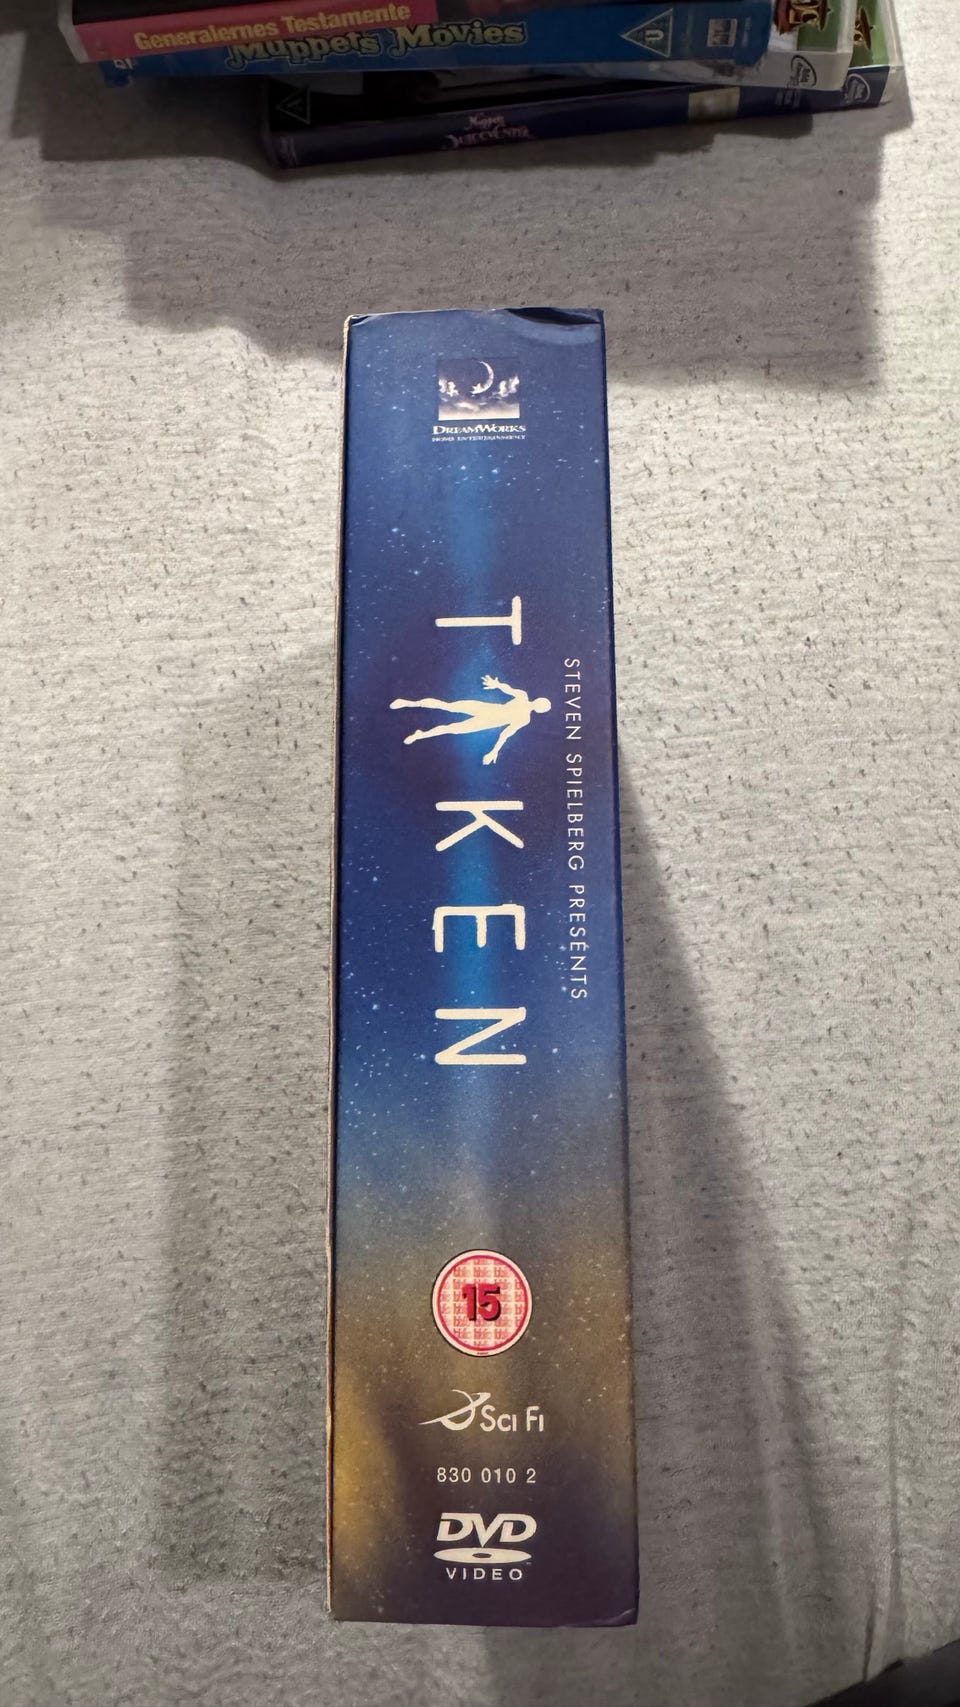 Generalernes Testamente
Muppets Movies
U
DREAMWORKS
HOME ENTERTAINMENT
STEVEN SPIELBERG PRESENTS
TAKEN
15
SCI FI
830 010 2
DVD
VIDEO